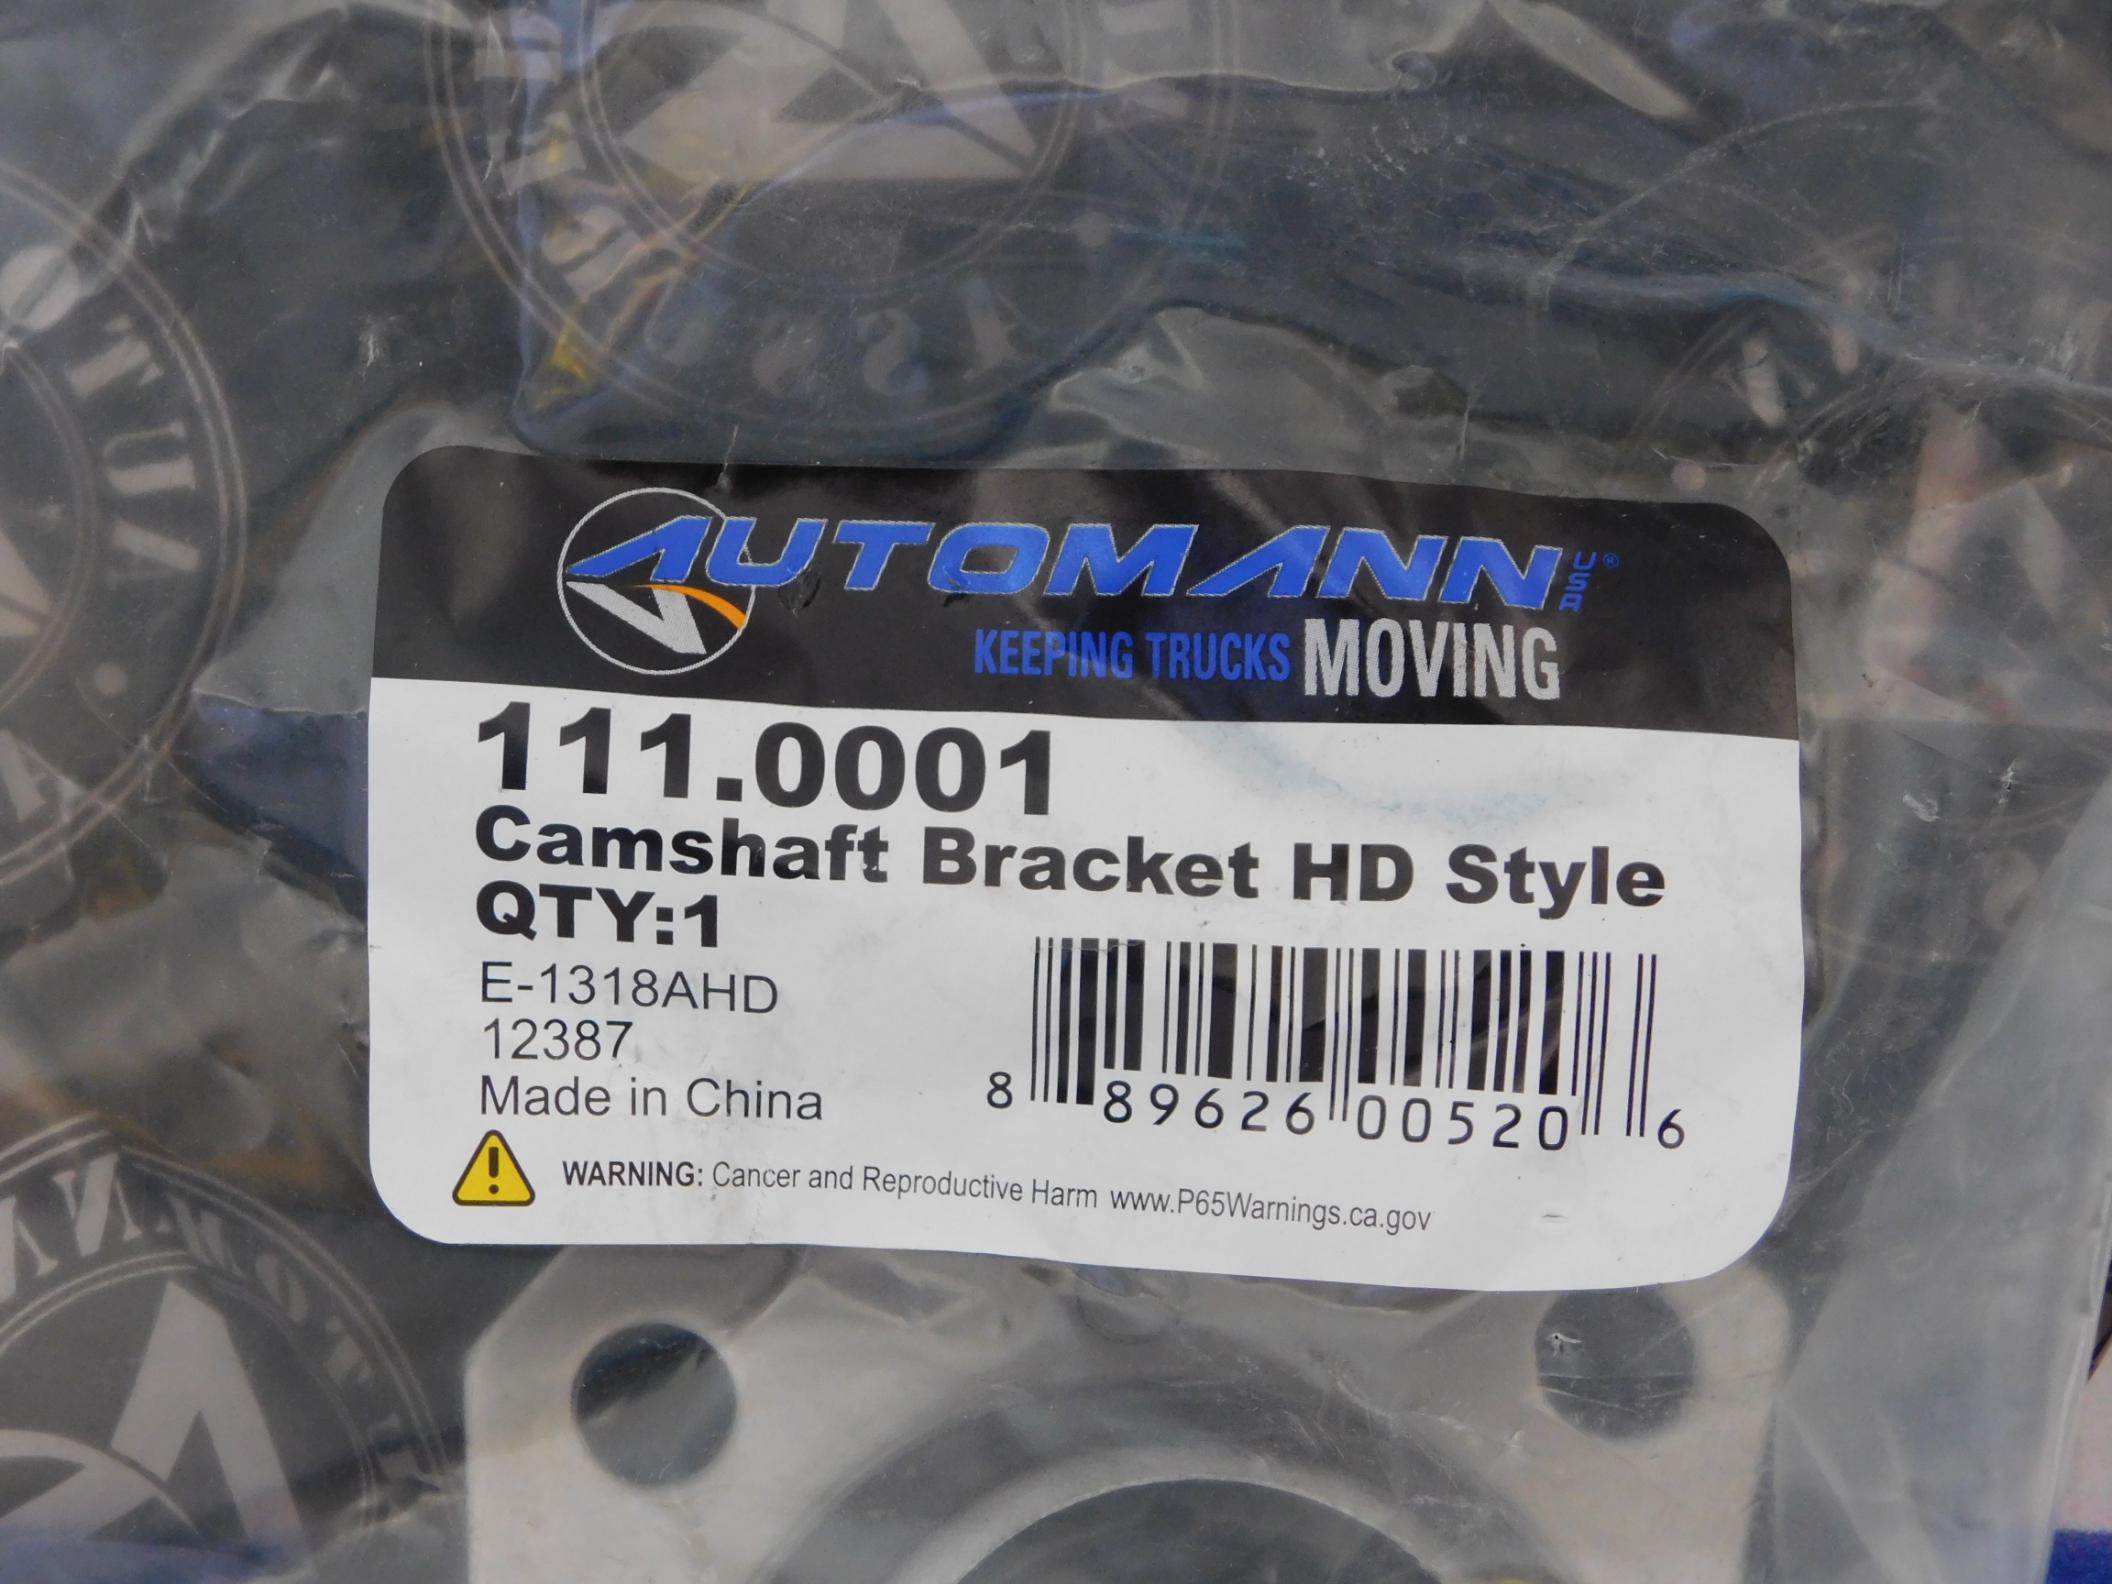 AUTOMANN USA®
KEEPING TRUCKS MOVING
111.0001
Camshaft Bracket HD Style
QTY:1
E-1318AHD
12387
Made in China
8 89626 00520 6
WARNING: Cancer and Reproductive Harm www.P65Warnings.ca.gov